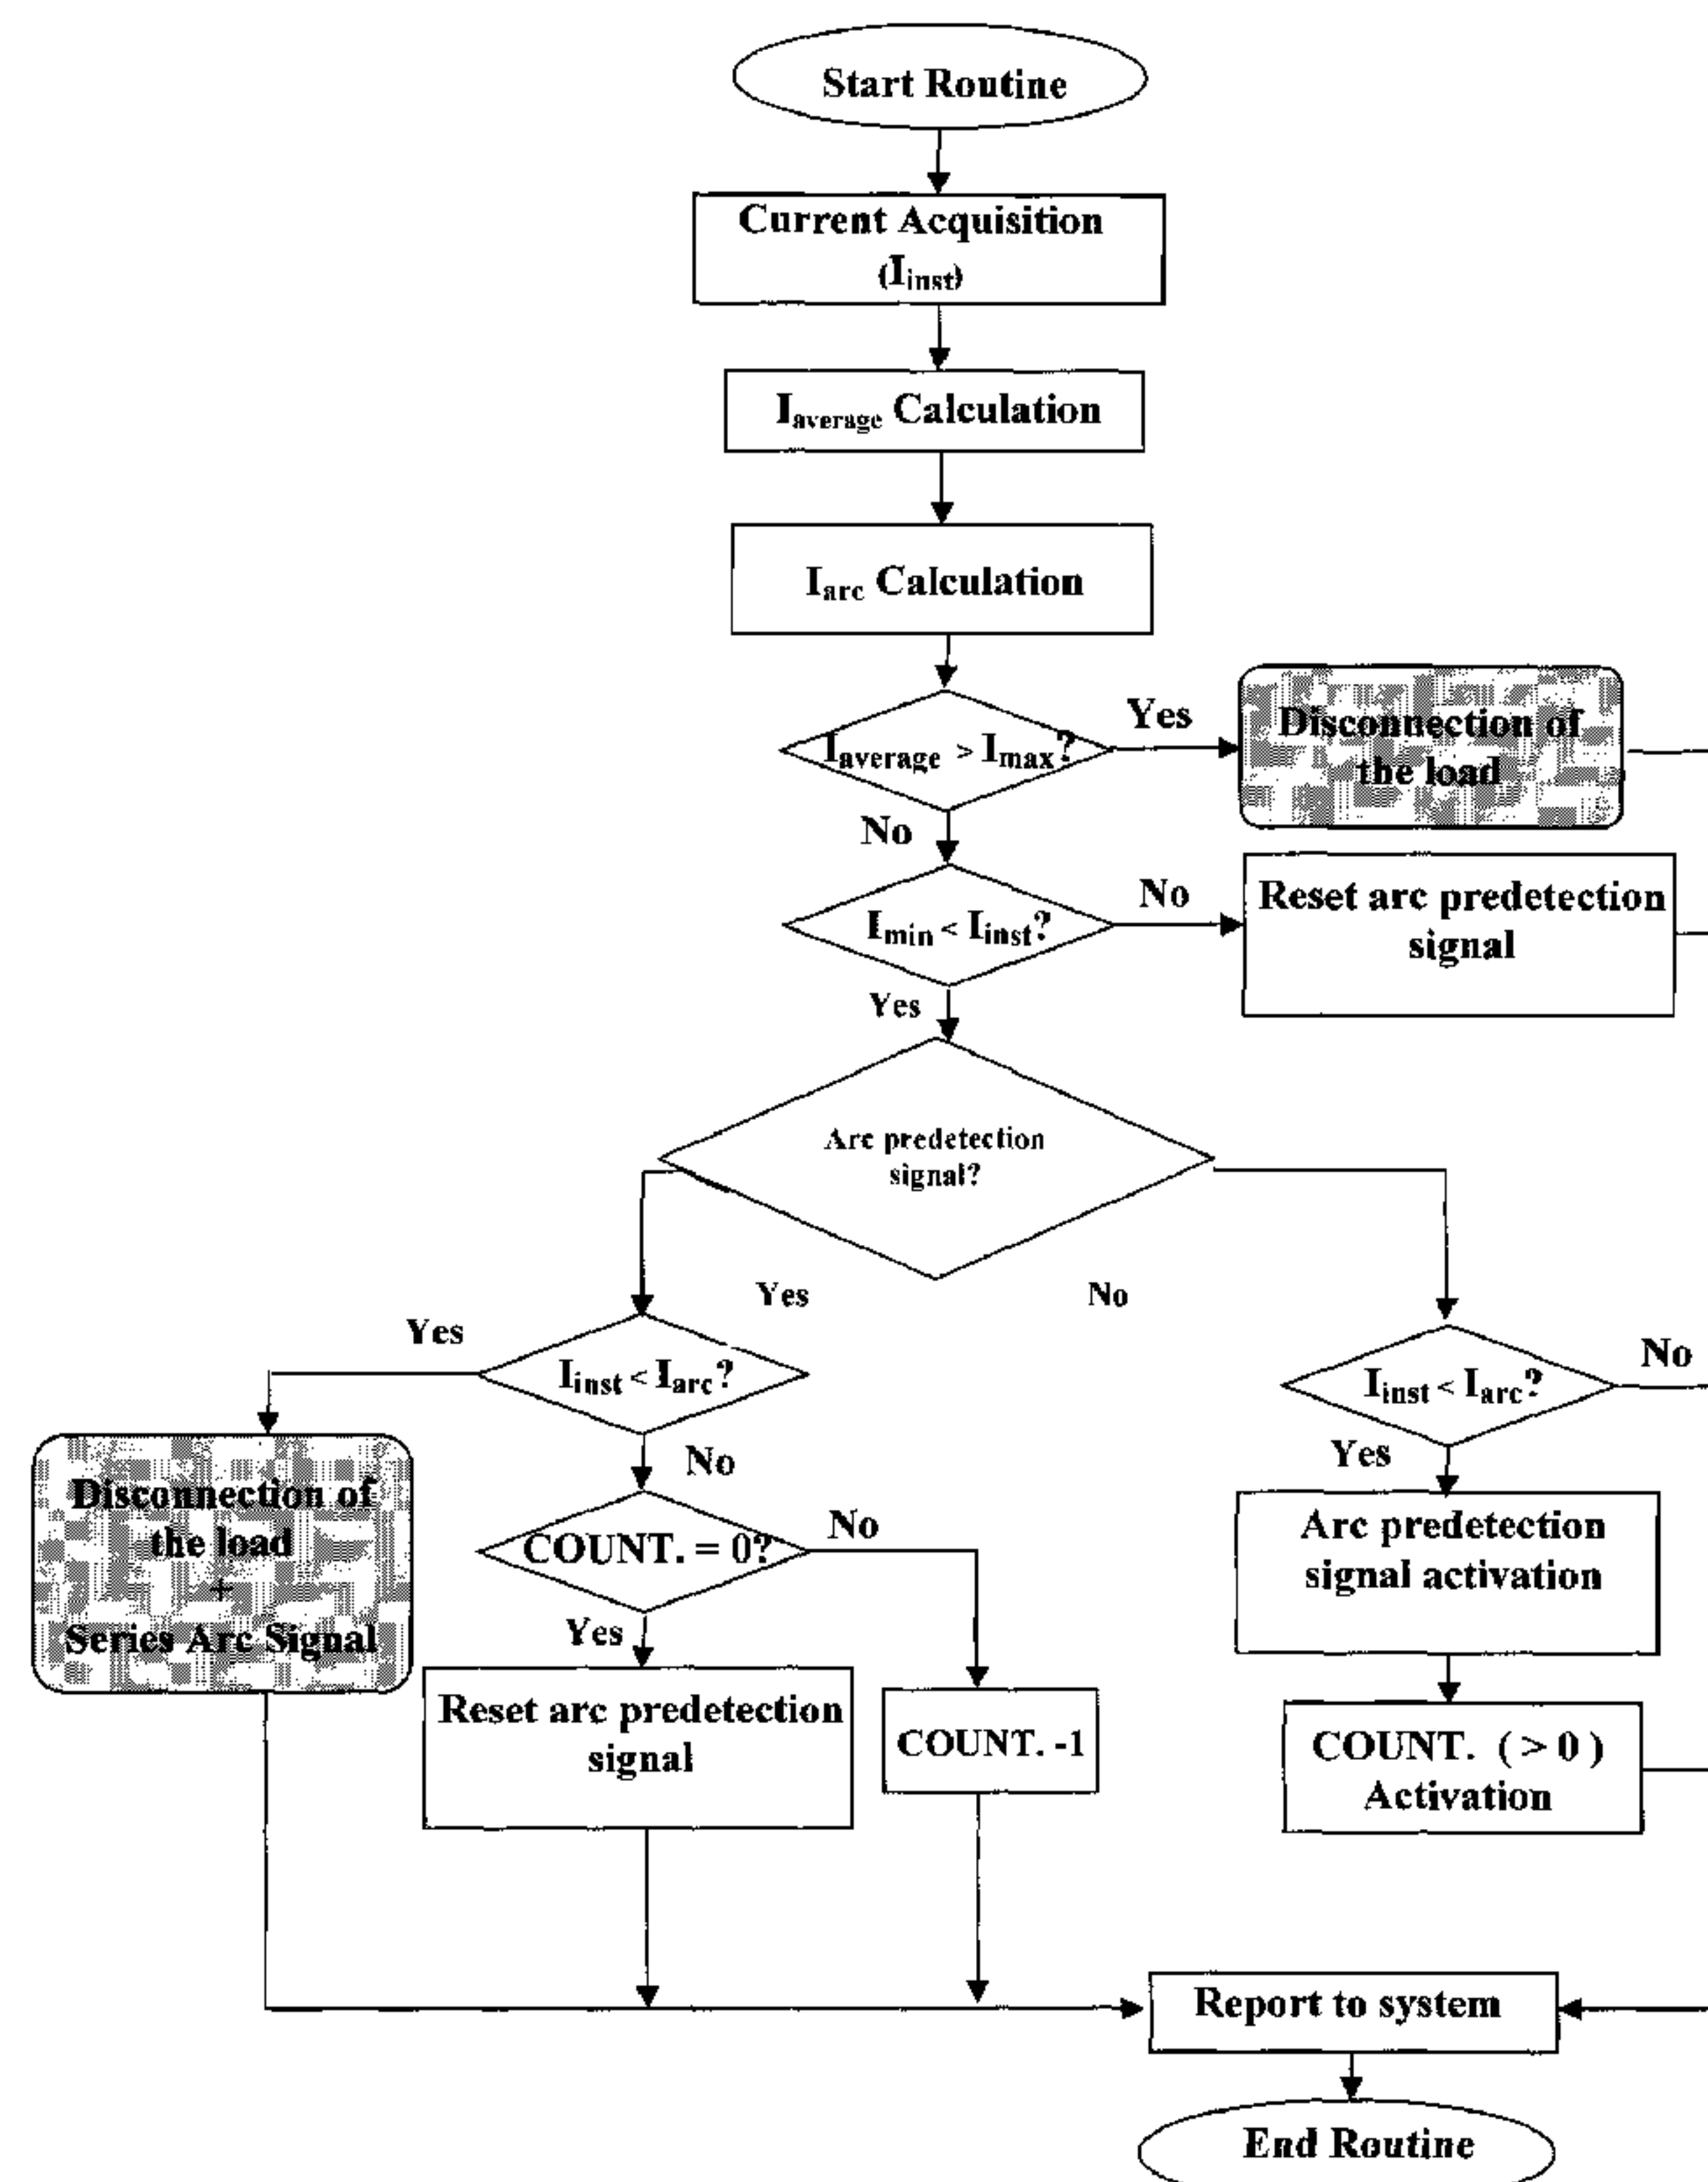 Start Routine
Current Acquisition
(Iinst)
Iaverage Calculation
Iarc Calculation
Iaverage > Imax?
Yes
Disconnection of
the load
No
Imin < Iinst?
No
Reset arc predetection
signal
Yes
Arc predetection
signal?
Yes
No
Yes
Iinst < Iarc?
Iinst < Iarc?
No
No
Yes
Disconnection of
the load
+
Series Arc Signal
COUNT. = 0?
No
Arc predetection
signal activation
Yes
Reset arc predetection
signal
COUNT. -1
COUNT. ( > 0 )
Activation
Report to system
End Routine